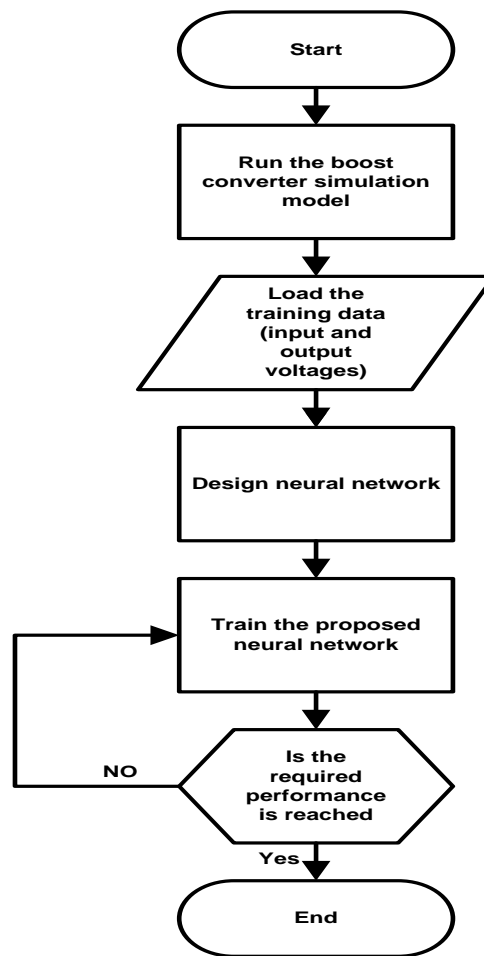 Start
Run the boost
converter simulation
model
Load the
training data
(input and
output
voltages)
Design neural network
Train the proposed
neural network
NO
Is the
required
performance
is reached
Yes
End